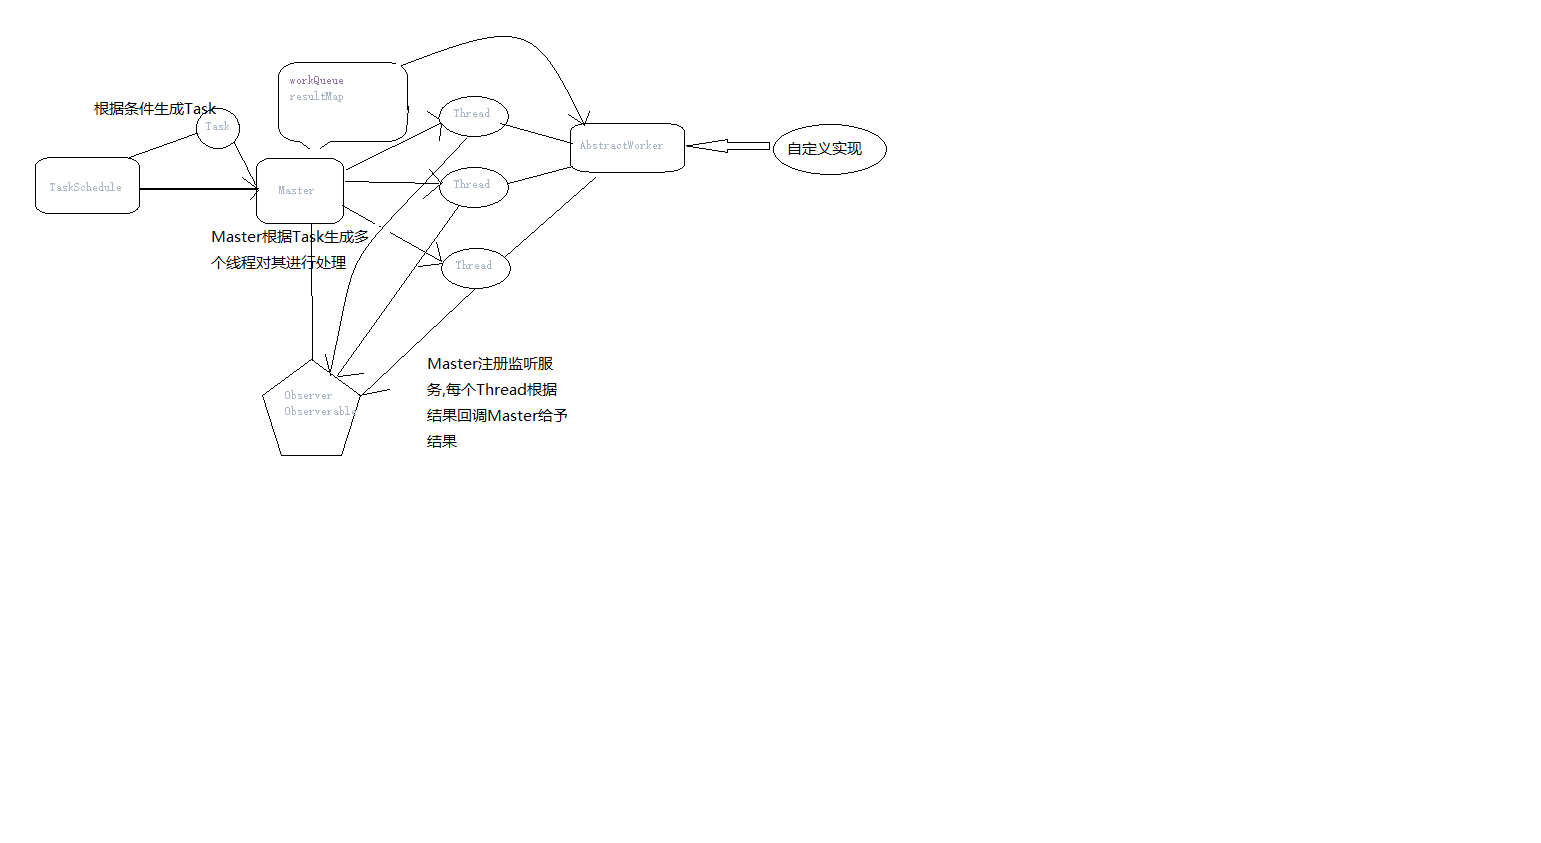 workQueue
resultMap
根据条件生成Task
Task
Thread
AbstractWorker
自定义实现
TaskSchedule
Master
Thread
Master根据Task生成多
个线程对其进行处理
Thread
Master注册监听服
务,每个Thread根据
结果回调Master给予
结果
Observer
Observerable